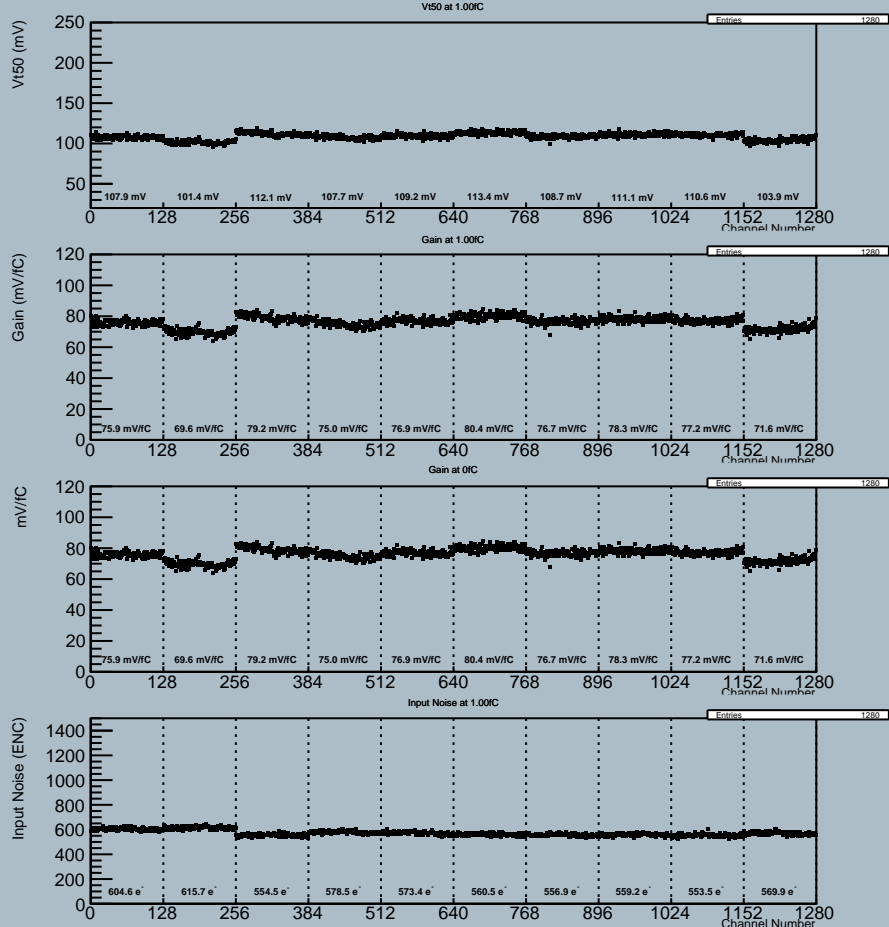 Vt50 at 1.00fC
Entries 1280
Vt50 (mV)
250
200
150
100
50
107.9 mV 101.4 mV 112.1 mV 107.7 mV 109.2 mV 113.4 mV 108.7 mV 111.1 mV 110.6 mV 103.9 mV
0 128 256 384 512 640 768 896 1024 1152 1280
Channel Number
Gain at 1.00fC
Entries 1280
Gain (mV/fC)
120
100
80
60
40
20
0
75.9 mV/fC 69.6 mV/fC 79.2 mV/fC 75.0 mV/fC 76.9 mV/fC 80.4 mV/fC 76.7 mV/fC 78.3 mV/fC 77.2 mV/fC 71.6 mV/fC
0 128 256 384 512 640 768 896 1024 1152 1280
Channel Number
Gain at 0fC
Entries 1280
mV/fC
120
100
80
60
40
20
0
75.9 mV/fC 69.6 mV/fC 79.2 mV/fC 75.0 mV/fC 76.9 mV/fC 80.4 mV/fC 76.7 mV/fC 78.3 mV/fC 77.2 mV/fC 71.6 mV/fC
0 128 256 384 512 640 768 896 1024 1152 1280
Channel Number
Input Noise at 1.00fC
Entries 1280
Input Noise (ENC)
1400
1200
1000
800
600
400
200
0
604.6 e⁻ 615.7 e⁻ 554.5 e⁻ 578.5 e⁻ 573.4 e⁻ 560.5 e⁻ 556.9 e⁻ 559.2 e⁻ 553.5 e⁻ 569.9 e⁻
0 128 256 384 512 640 768 896 1024 1152 1280
Channel Number